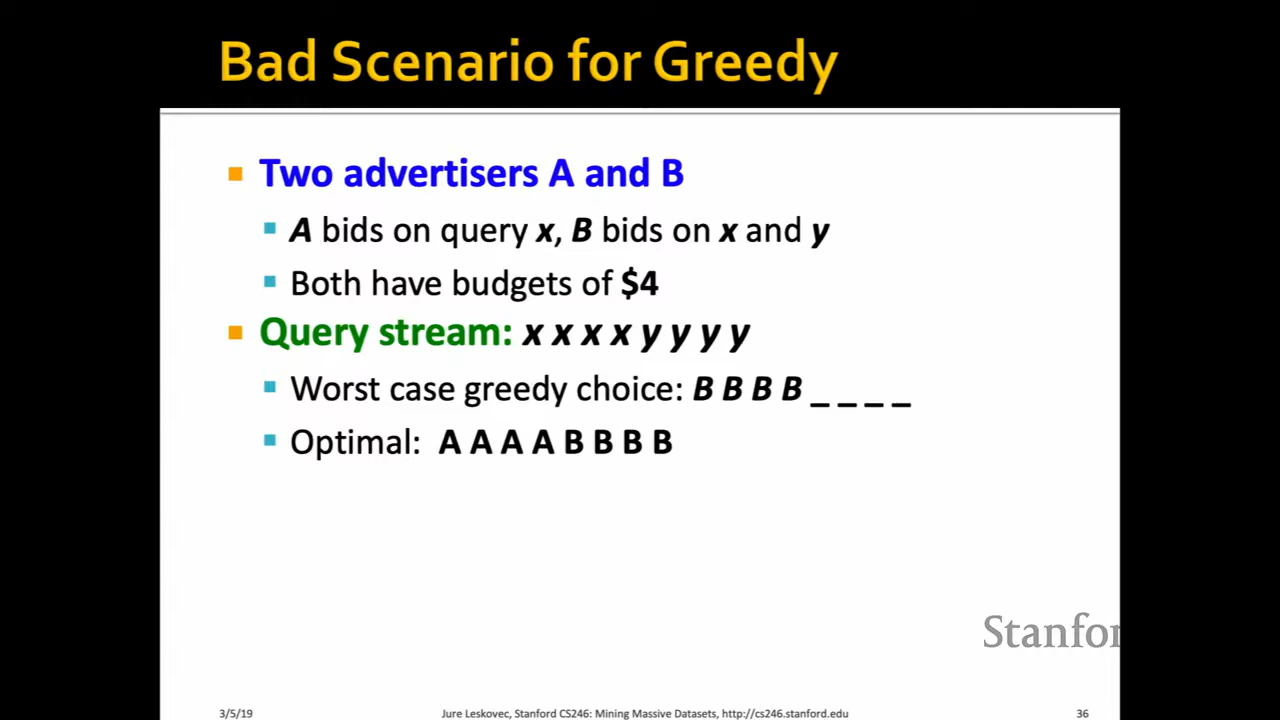 Bad Scenario for Greedy
Two advertisers A and B
A bids on query x, B bids on x and y
Both have budgets of $4
Query stream: x x x x y y y y
Worst case greedy choice: B B B B _ _ _ _
Optimal: A A A A B B B B
Stanfor
3/5/19
Jure Leskovec, Stanford CS246: Mining Massive Datasets, http://cs246.stanford.edu
36